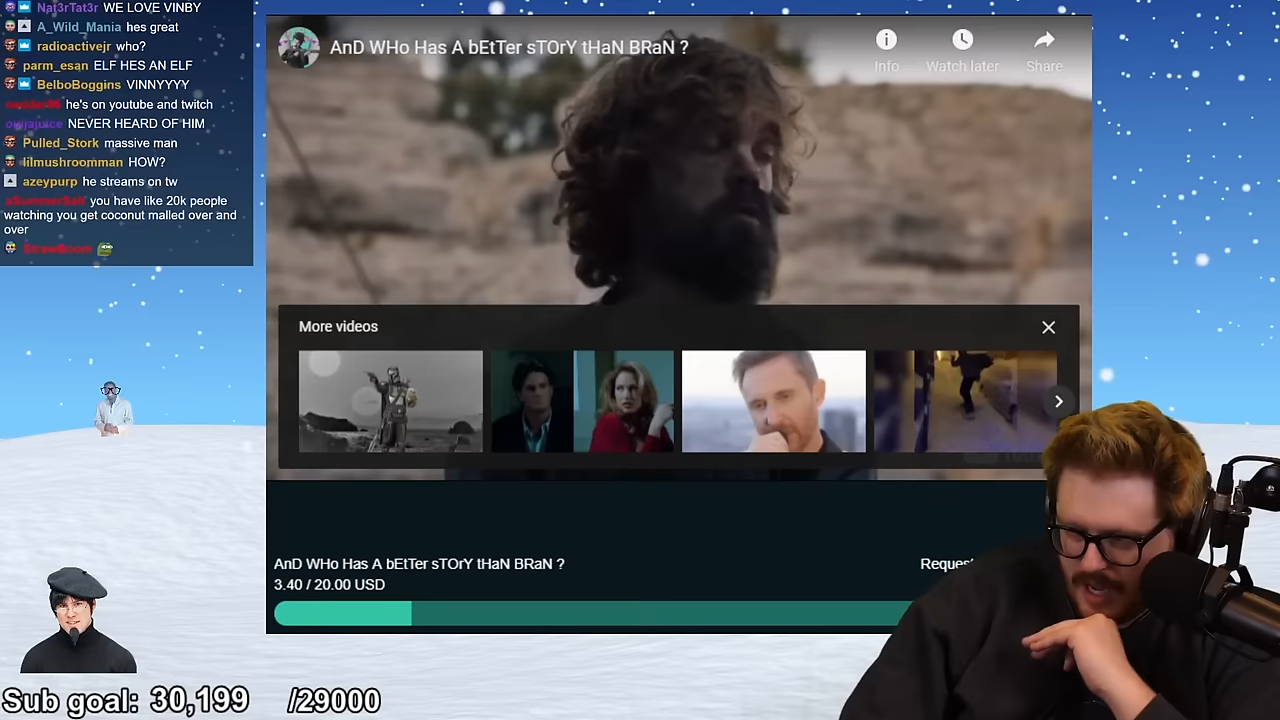 Nat3rTat3r WE LOVE VINBY
A_Wild_Mania hes great
radioactivejr who?
parm_esan ELF HES AN ELF
BelboBoggins VINNYYYY
he's on youtube and twitch
NEVER HEARD OF HIM
Pulled_Stork massive man
lilmushroomman HOW?
azeypurp he streams on tw
aSummerSalf you have like 20k people
watching you get coconut malled over and
over
StrawBoom
AnD WHo Has A bEtTer sTOrY tHaN BRaN ?
Info
Watch later
Share
More videos
AnD WHo Has A bEtTer sTOrY tHaN BRaN ?
3.40 / 20.00 USD
Request
Sub goal: 30,199 /29000